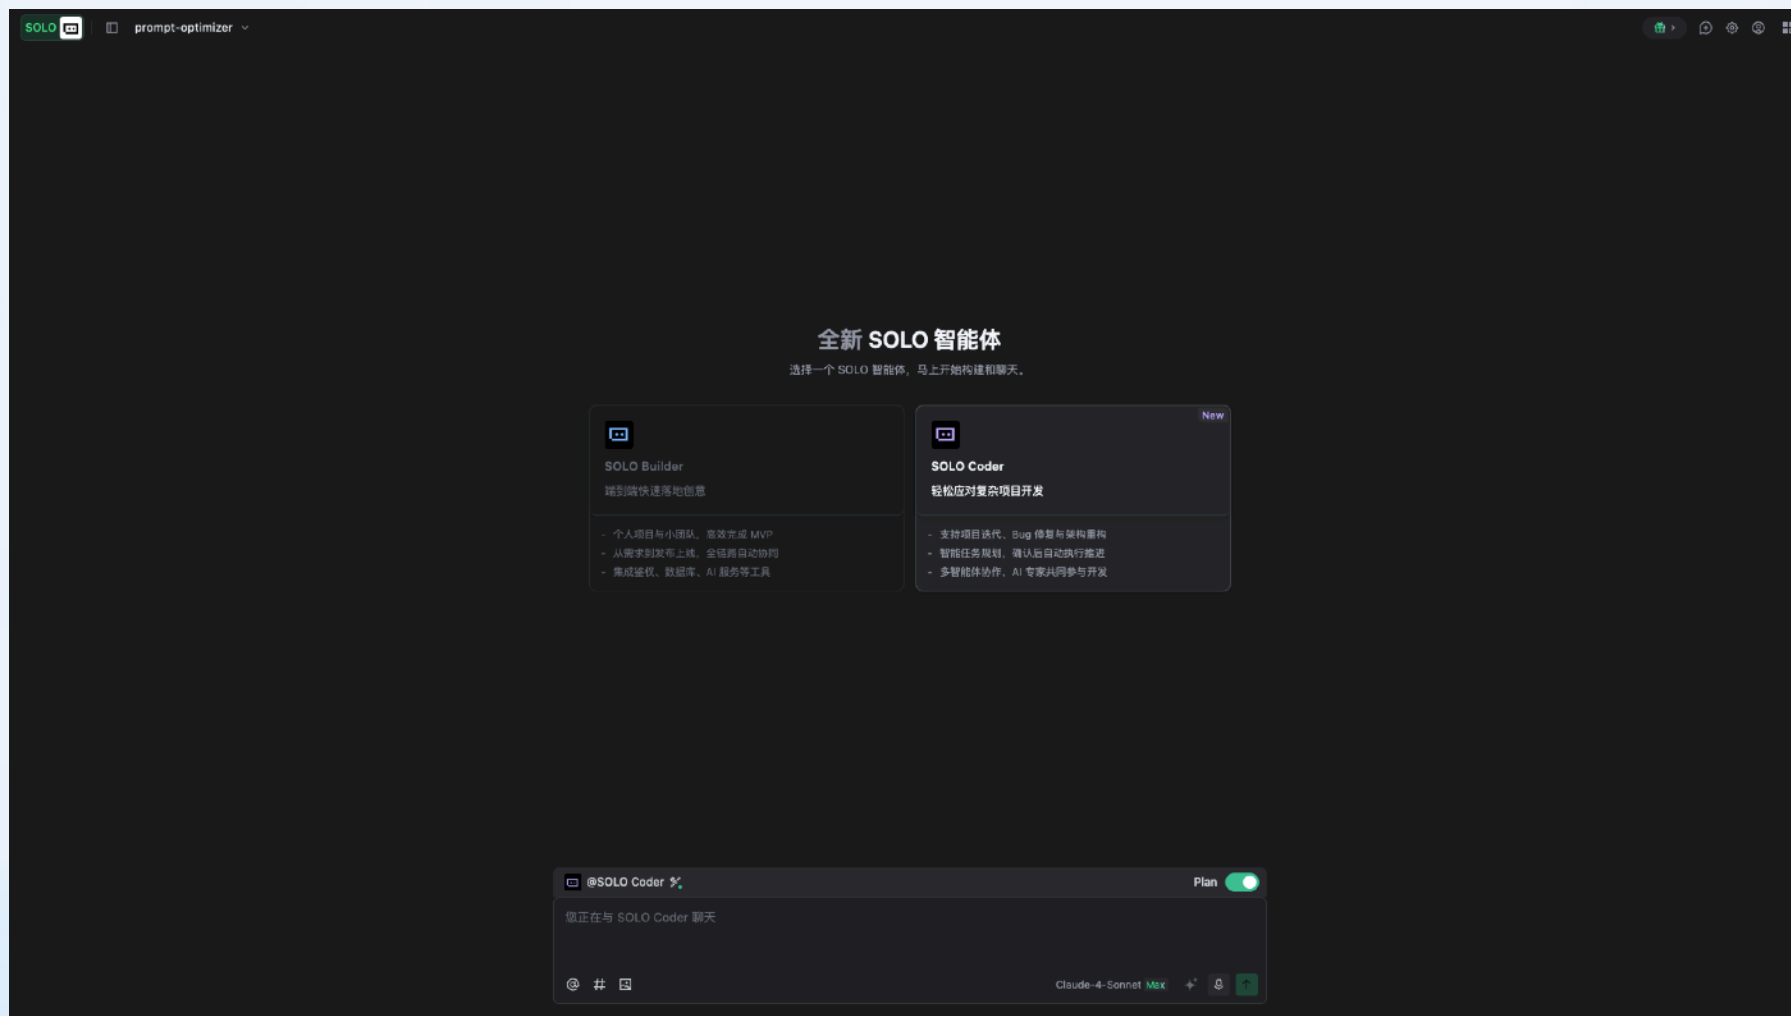 SOLO
prompt-optimizer
全新 SOLO 智能体
选择一个 SOLO 智能体，马上开始构建和聊天。
SOLO Builder
端到端快速落地创意
- 个人项目与小团队，高效完成 MVP
- 从需求到发布上线，全链路自动协同
- 集成鉴权、数据库、AI 服务等工具
New
SOLO Coder
轻松应对复杂项目开发
- 支持项目迭代、Bug 修复与架构重构
- 智能任务规划，确认后自动执行推进
- 多智能体协作，AI 专家共同参与开发
@SOLO Coder
Plan
您正在与 SOLO Coder 聊天
Claude-4-Sonnet Max